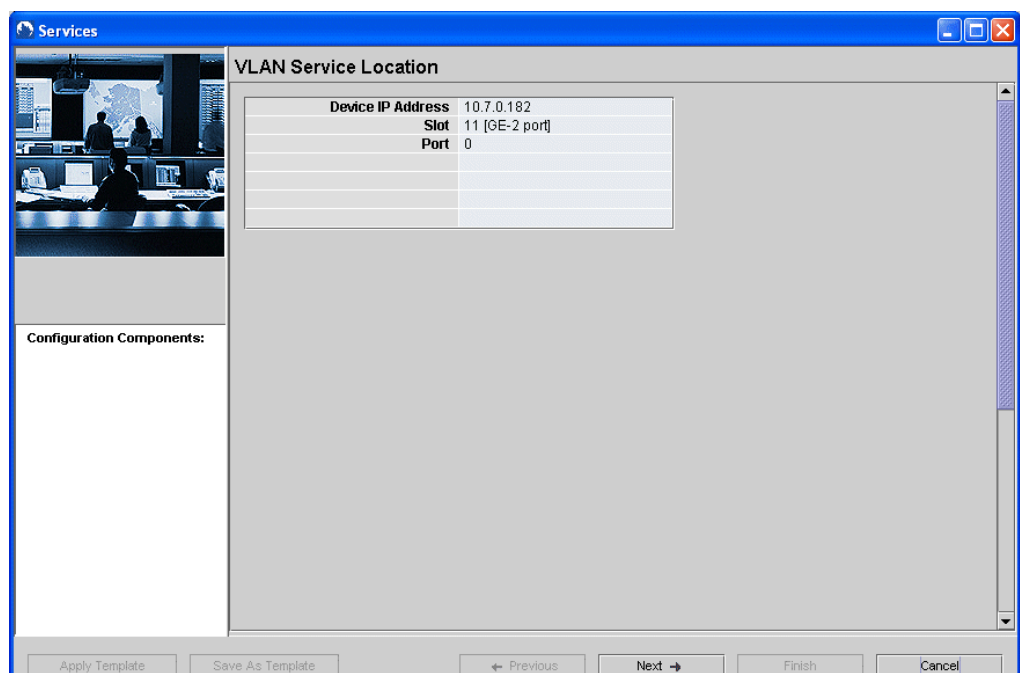 Services
VLAN Service Location
Device IP Address 10.7.0.182
Slot 11 [GE-2 port]
Port 0
Configuration Components:
Apply Template Save As Template Previous Next Finish Cancel